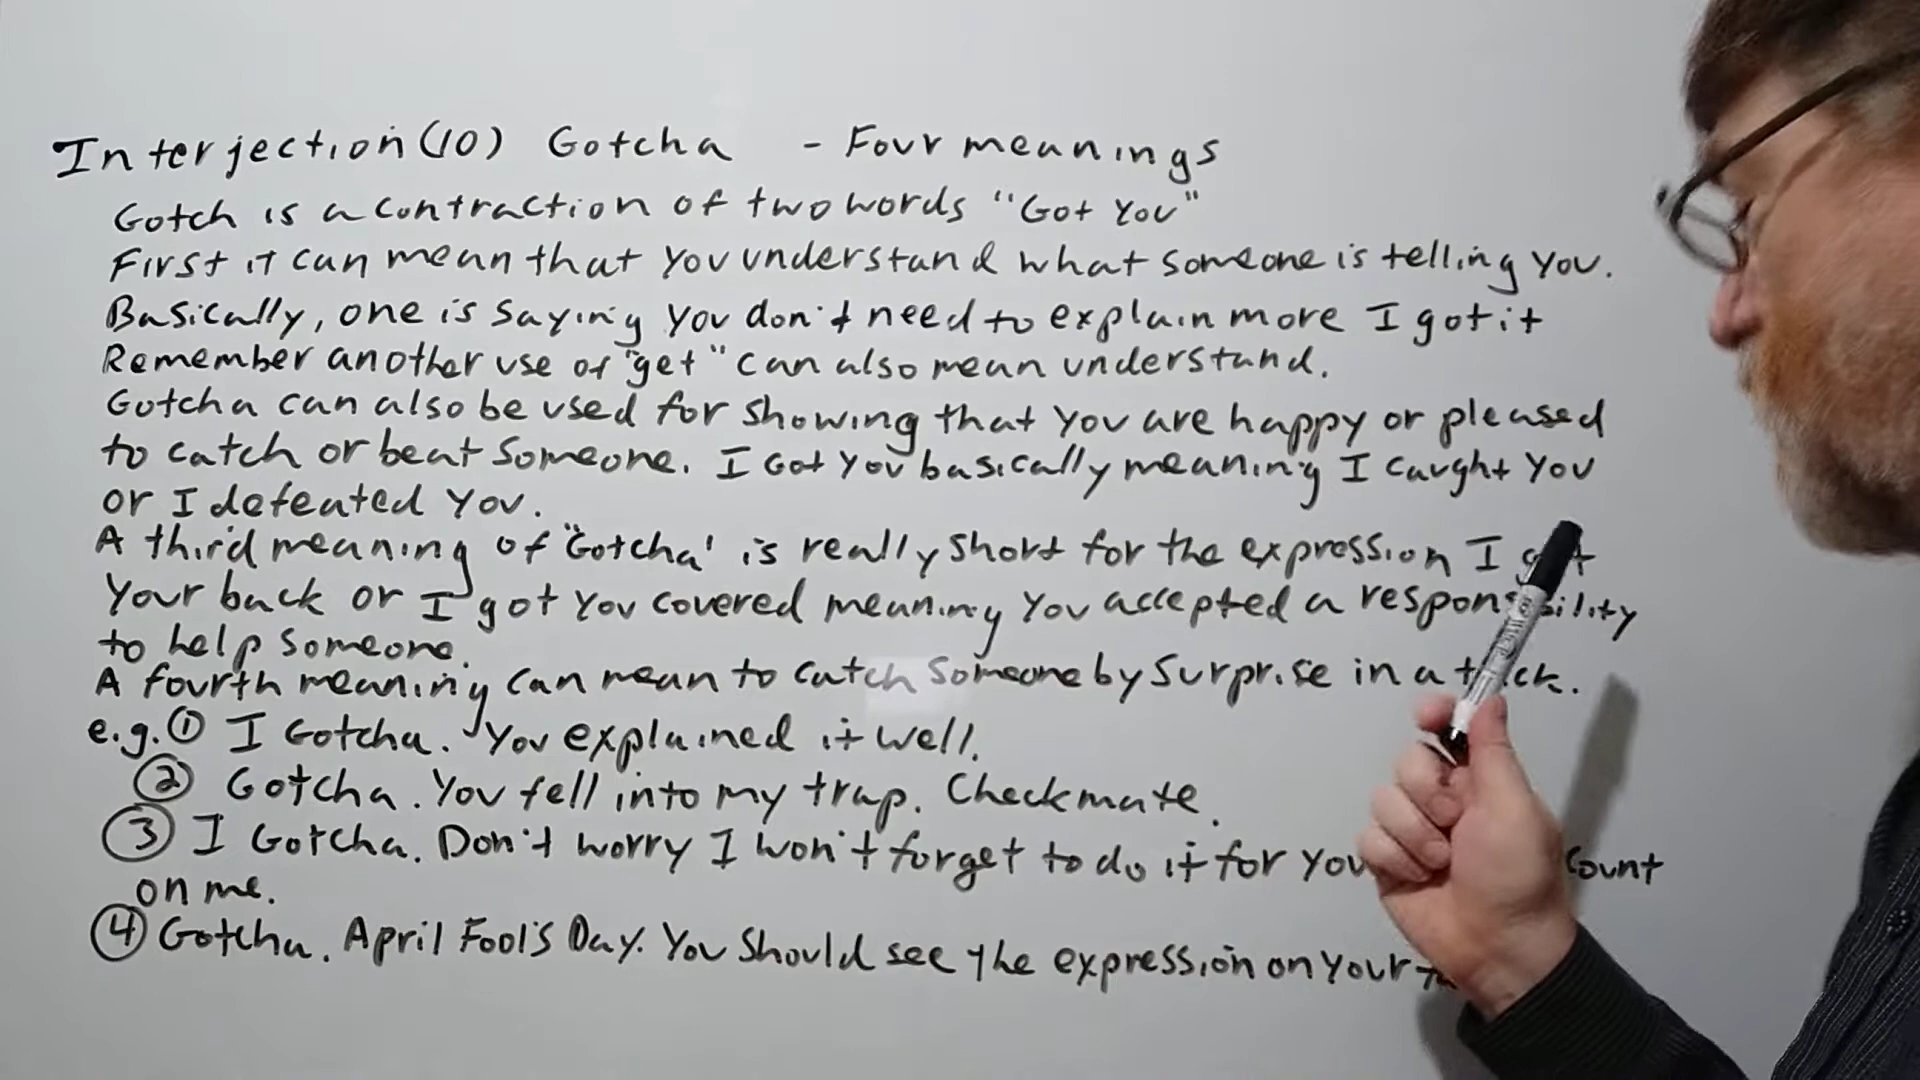 Interjection (10) Gotcha - Four meanings
Gotch is a contraction of two words "Got You"
First it can mean that you understand what someone is telling you.
Basically, one is saying you don't need to explain more I got it
Remember another use of "get" can also mean understand.
Gotcha can also be used for showing that you are happy or pleased
to catch or beat someone. I Got you basically meaning I caught you
or I defeated you.
A third meaning of "Gotcha' is really short for the expression I got
your back or I got you covered meaning you accepted a responsibility
to help someone.
A fourth meaning can mean to catch someone by surprise in a trick.
e.g. ① I Gotcha. You explained it well.
② Gotcha. You fell into my trap. Checkmate.
③ I Gotcha. Don't worry I won't forget to do it for you count
on me.
④ Gotcha. April Fool's Day. You should see the expression on your